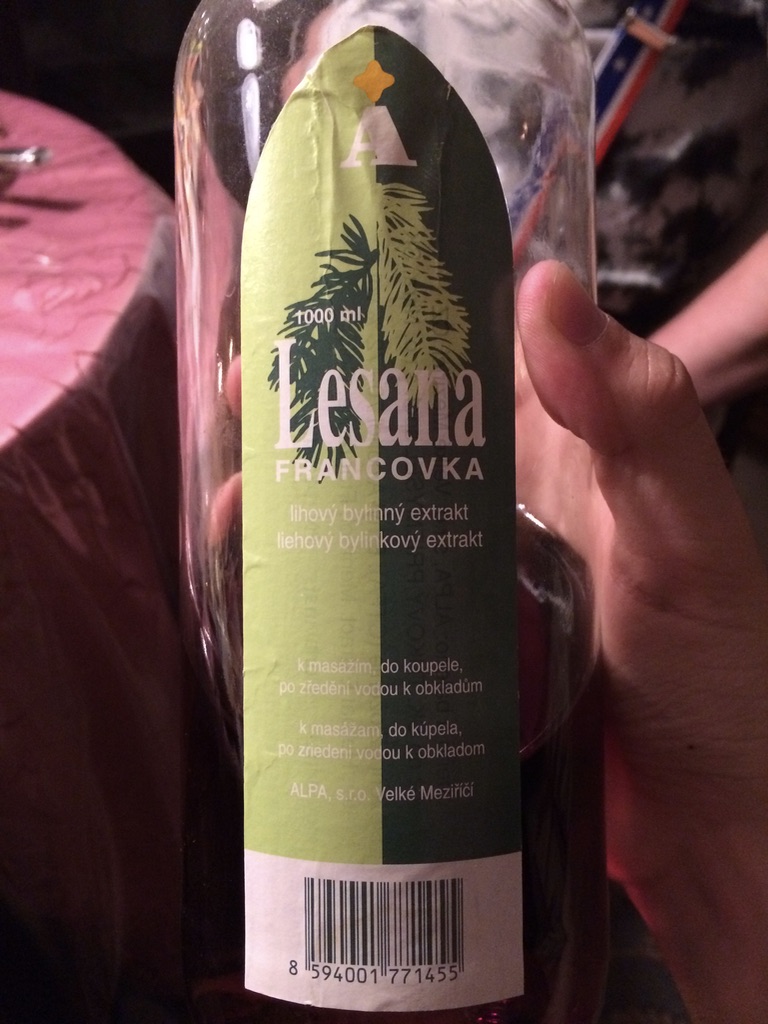 A
1000 ml
Lesana
FRANCOVKA
lihový bylinný extrakt
liehový bylinkový extrakt
k masážím, do koupele,
po zředění vodou k obkladům
k masážam, do kúpela,
po zriedení vodou k obkladom
ALPA, s.r.o. Velké Meziříčí
8 594001 771455